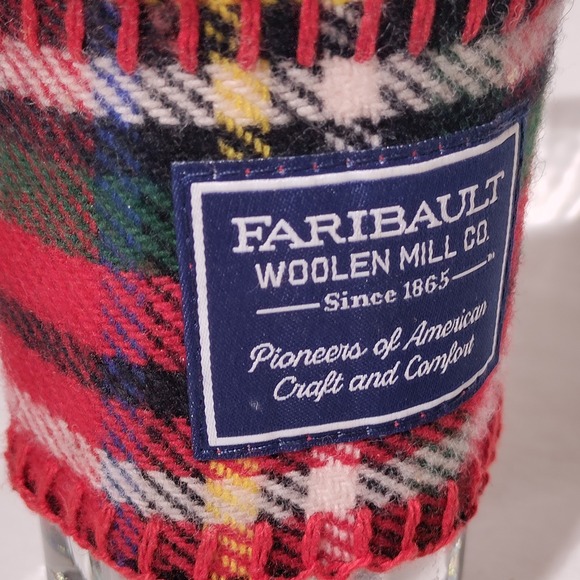 FARIBAULT
WOOLEN MILL CO.
Since 1865
Pioneers of American
Craft and Comfort